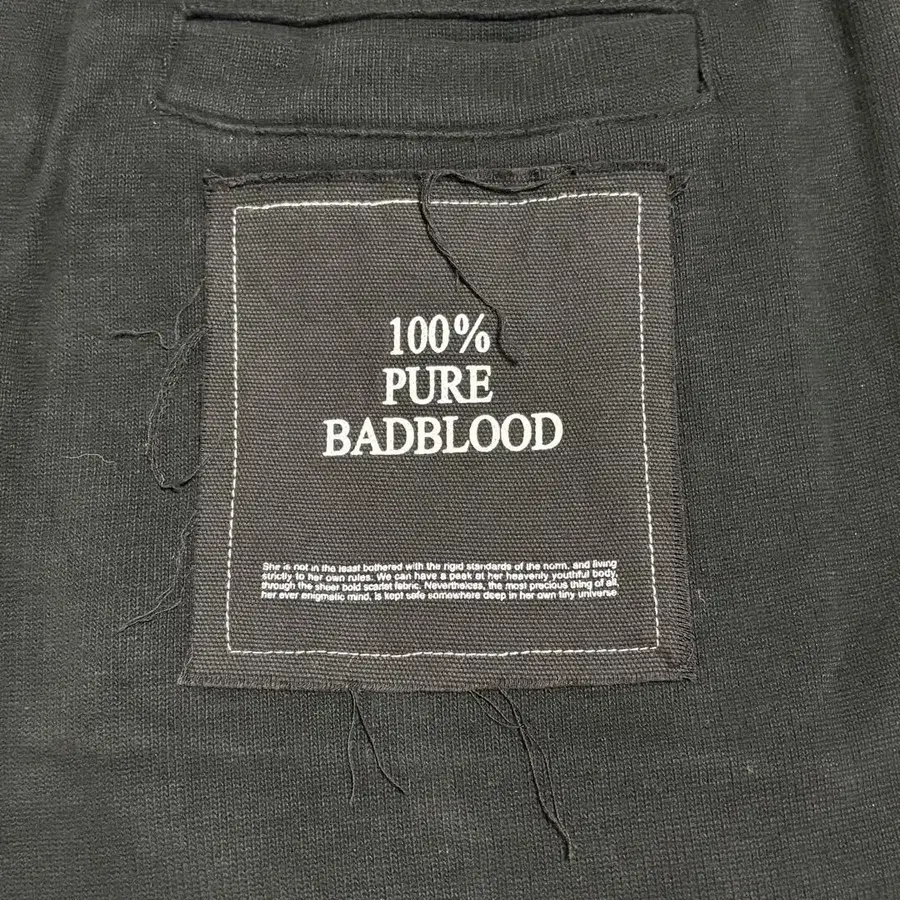 100%
PURE
BADBLOOD
She is not in the least bothered with the rigid standards of the norm, and living
strictly to her own rules. We can have a peak at her heavenly youthful body,
through the sheer bold scarlet fabric. Nevertheless, the most precious thing of all,
her ever enigmatic mind, is kept safe somewhere deep in her own tiny universe